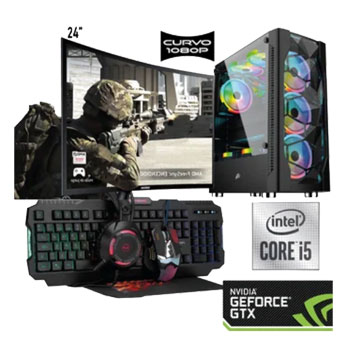 24"
CURVO
1080P
intel
CORE i5
NVIDIA
GEFORCE
GTX